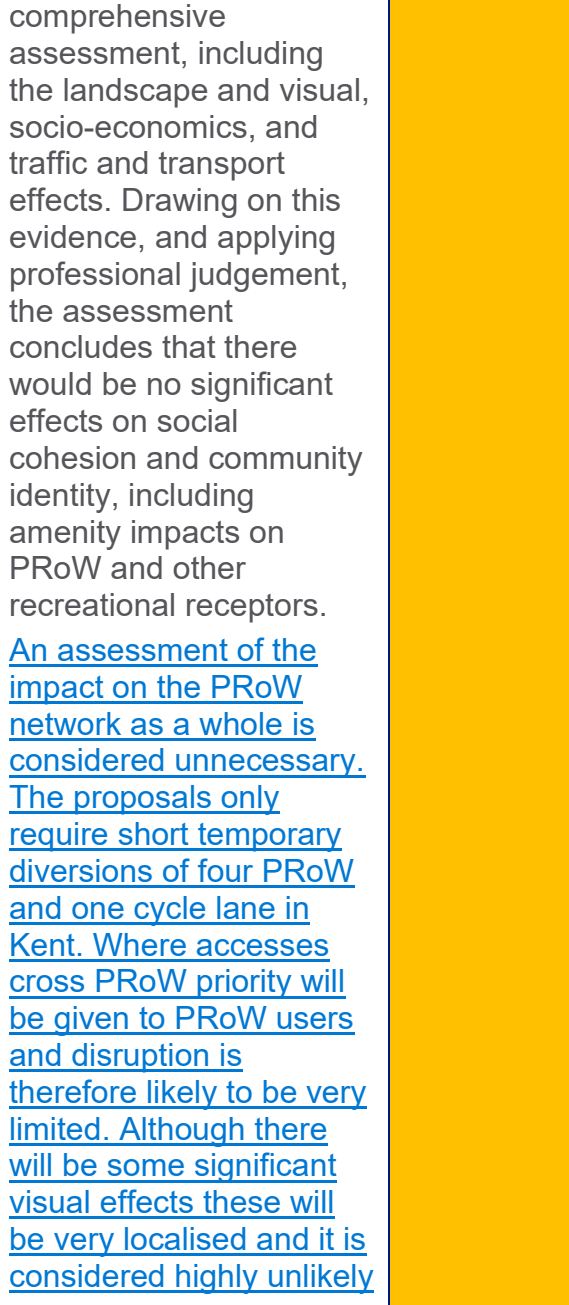 comprehensive
assessment, including
the landscape and visual,
socio-economics, and
traffic and transport
effects. Drawing on this
evidence, and applying
professional judgement,
the assessment
concludes that there
would be no significant
effects on social
cohesion and community
identity, including
amenity impacts on
PRoW and other
recreational receptors.
An assessment of the
impact on the PRoW
network as a whole is
considered unnecessary.
The proposals only
require short temporary
diversions of four PRoW
and one cycle lane in
Kent. Where accesses
cross PRoW priority will
be given to PRoW users
and disruption is
therefore likely to be very
limited. Although there
will be some significant
visual effects these will
be very localised and it is
considered highly unlikely